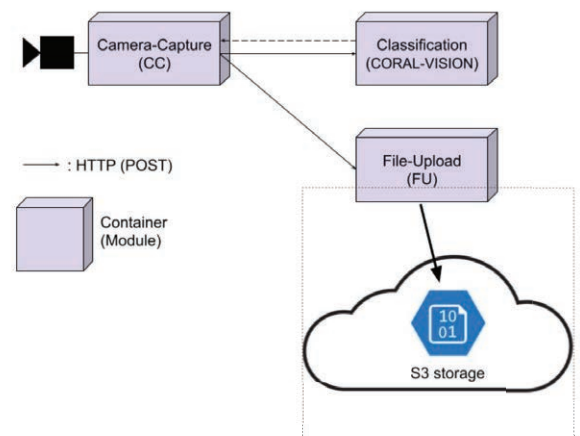 Camera-Capture
(CC)
Classification
(CORAL-VISION)
File-Upload
(FU)
: HTTP (POST)
Container
(Module)
10
01
S3 storage